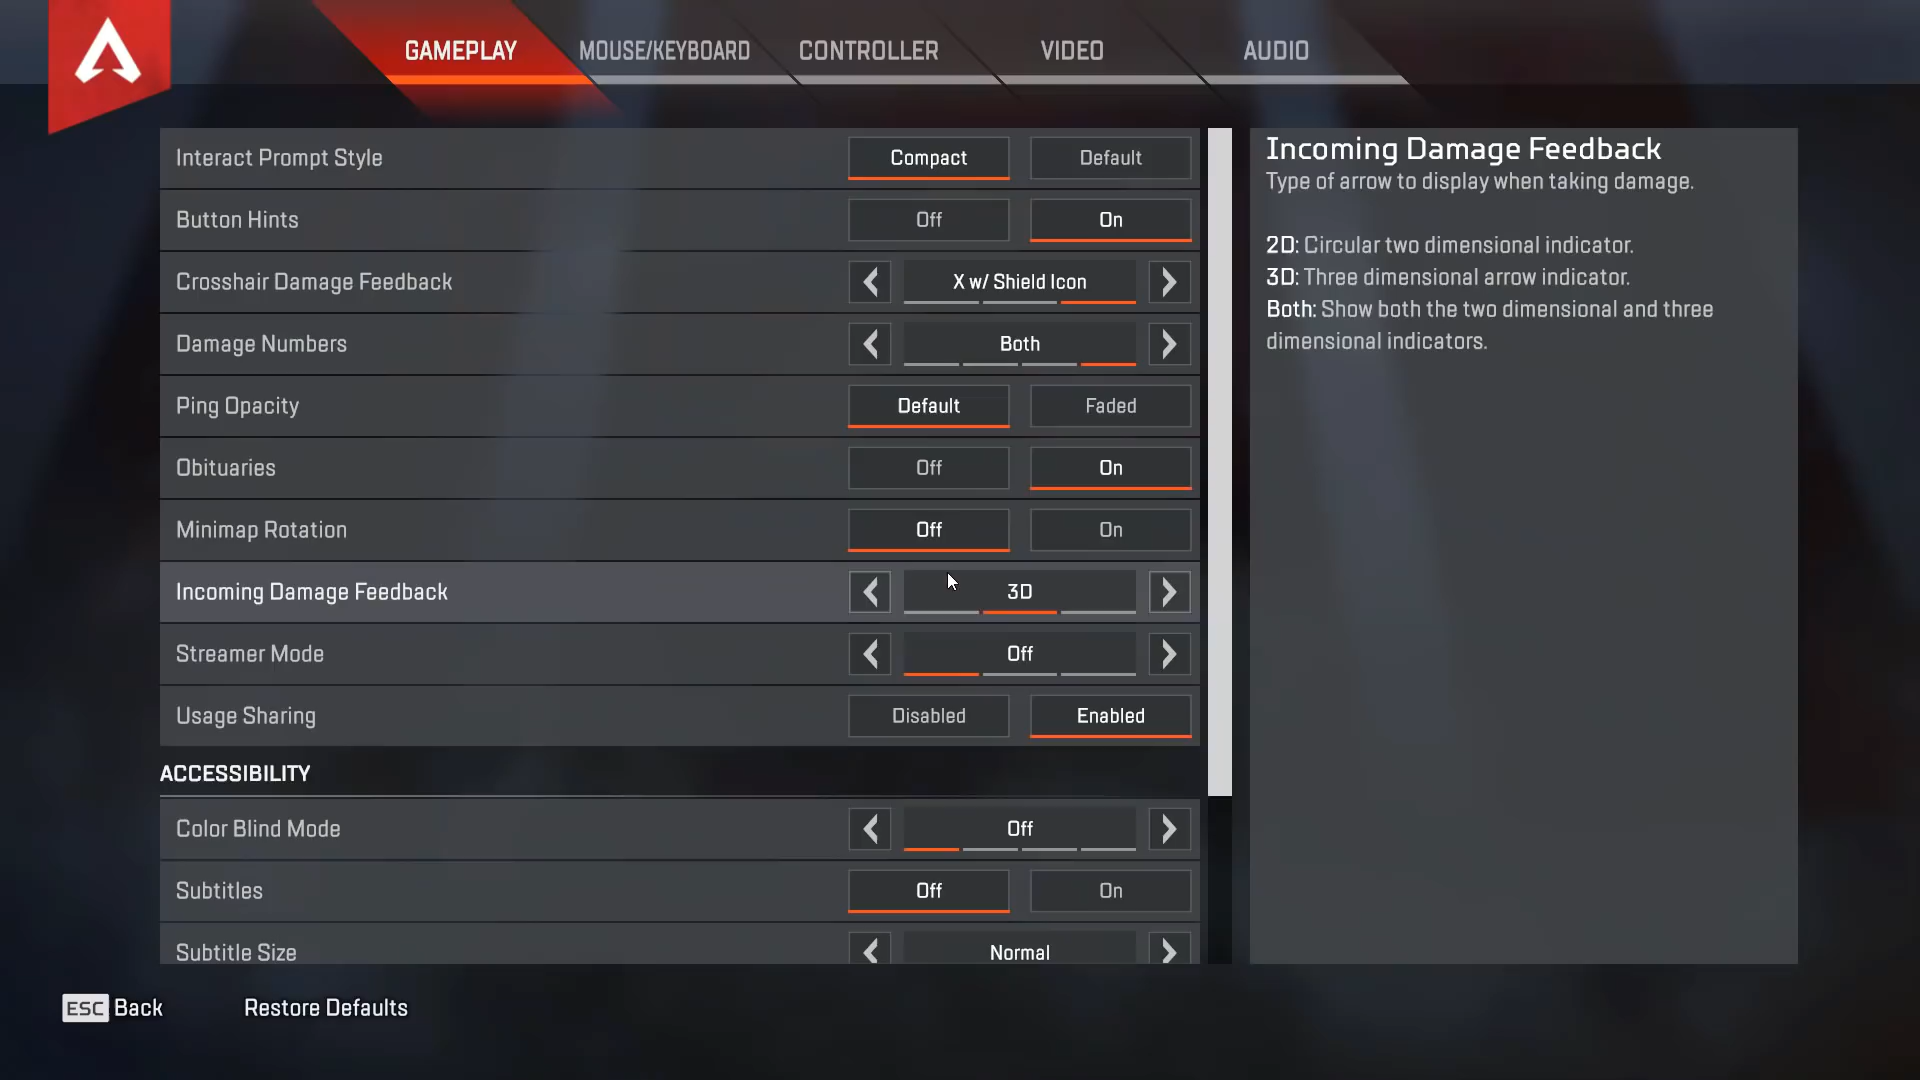 GAMEPLAY MOUSE/KEYBOARD CONTROLLER VIDEO AUDIO
Interact Prompt Style Compact Default
Button Hints Off On
Crosshair Damage Feedback X w/ Shield Icon
Damage Numbers Both
Ping Opacity Default Faded
Obituaries Off On
Minimap Rotation Off On
Incoming Damage Feedback 3D
Streamer Mode Off
Usage Sharing Disabled Enabled
ACCESSIBILITY
Color Blind Mode Off
Subtitles Off On
Subtitle Size Normal
Incoming Damage Feedback
Type of arrow to display when taking damage.
2D: Circular two dimensional indicator.
3D: Three dimensional arrow indicator.
Both: Show both the two dimensional and three
dimensional indicators.
ESC Back Restore Defaults